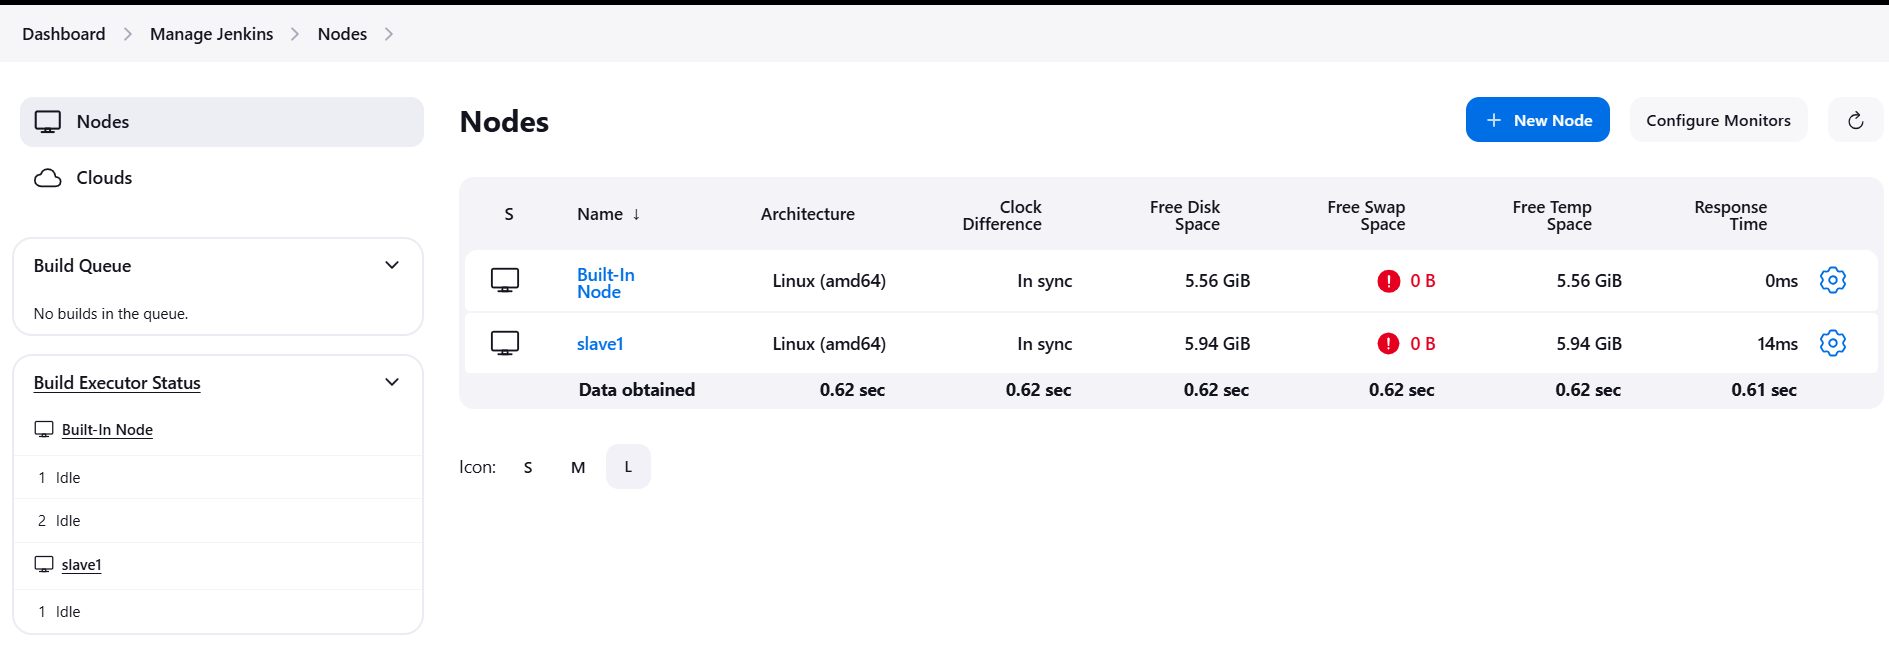 Dashboard > Manage Jenkins > Nodes >
Nodes
Clouds
Build Queue
No builds in the queue.
Build Executor Status
Built-In Node
1 Idle
2 Idle
slave1
1 Idle
Nodes
+ New Node
Configure Monitors
S Name ↓ Architecture Clock Difference Free Disk Space Free Swap Space Free Temp Space Response Time
Built-In Node Linux (amd64) In sync 5.56 GiB ! 0 B 5.56 GiB 0ms
slave1 Linux (amd64) In sync 5.94 GiB ! 0 B 5.94 GiB 14ms
Data obtained 0.62 sec 0.62 sec 0.62 sec 0.62 sec 0.62 sec 0.61 sec
Icon: S M L